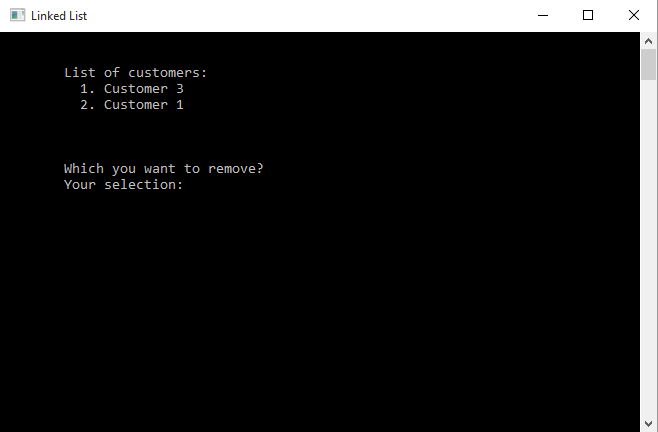 Linked List
List of customers:
1. Customer 3
2. Customer 1
Which you want to remove?
Your selection: